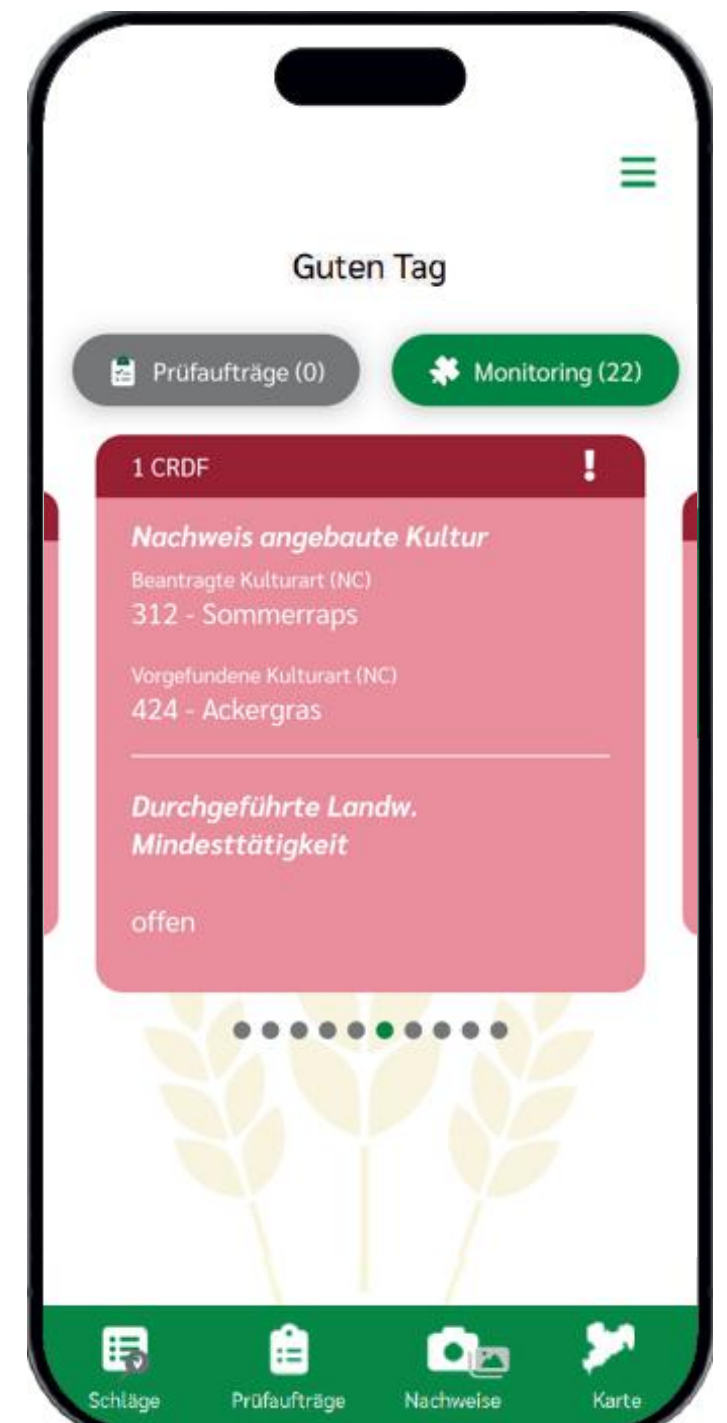 Guten Tag
Prüfaufträge (0)
Monitoring (22)
1 CRDF
!
Nachweis angebaute Kultur
Beantragte Kulturart (NC)
312 - Sommerraps
Vorgefundene Kulturart (NC)
424 - Ackergras
Durchgeführte Landw.
Mindesttätigkeit
offen
Schläge
Prüfaufträge
Nachweise
Karte